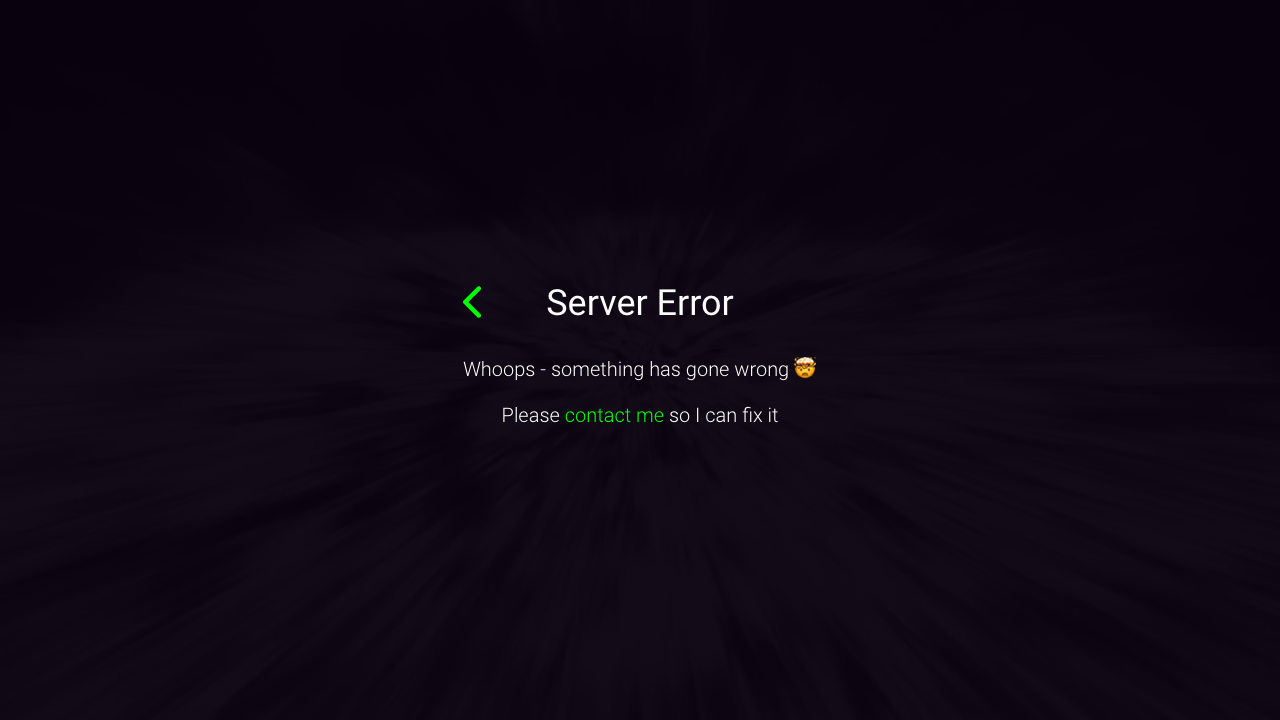 Server Error
Whoops - something has gone wrong 🤯
Please contact me so I can fix it